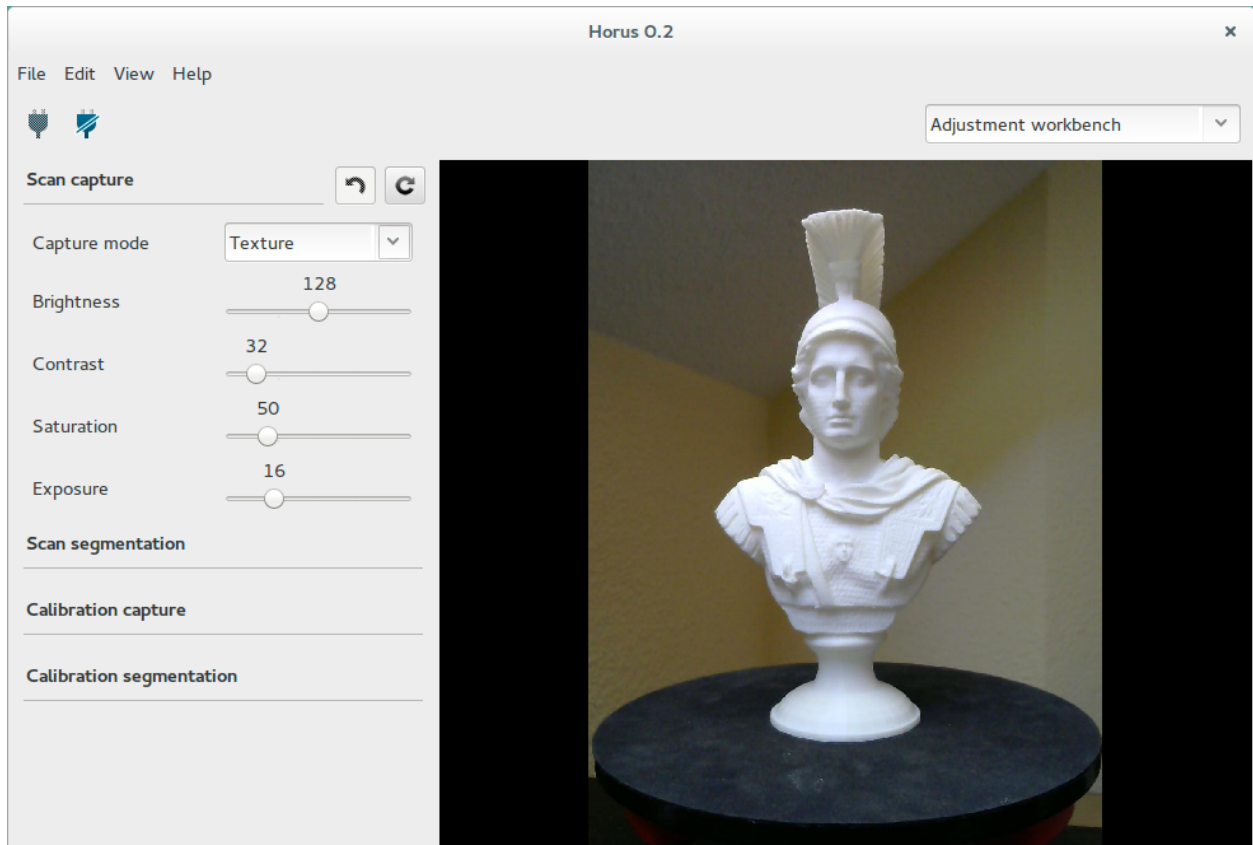 Horus 0.2
File Edit View Help
Adjustment workbench
Scan capture
Capture mode Texture
128
Brightness
32
Contrast
50
Saturation
16
Exposure
Scan segmentation
Calibration capture
Calibration segmentation